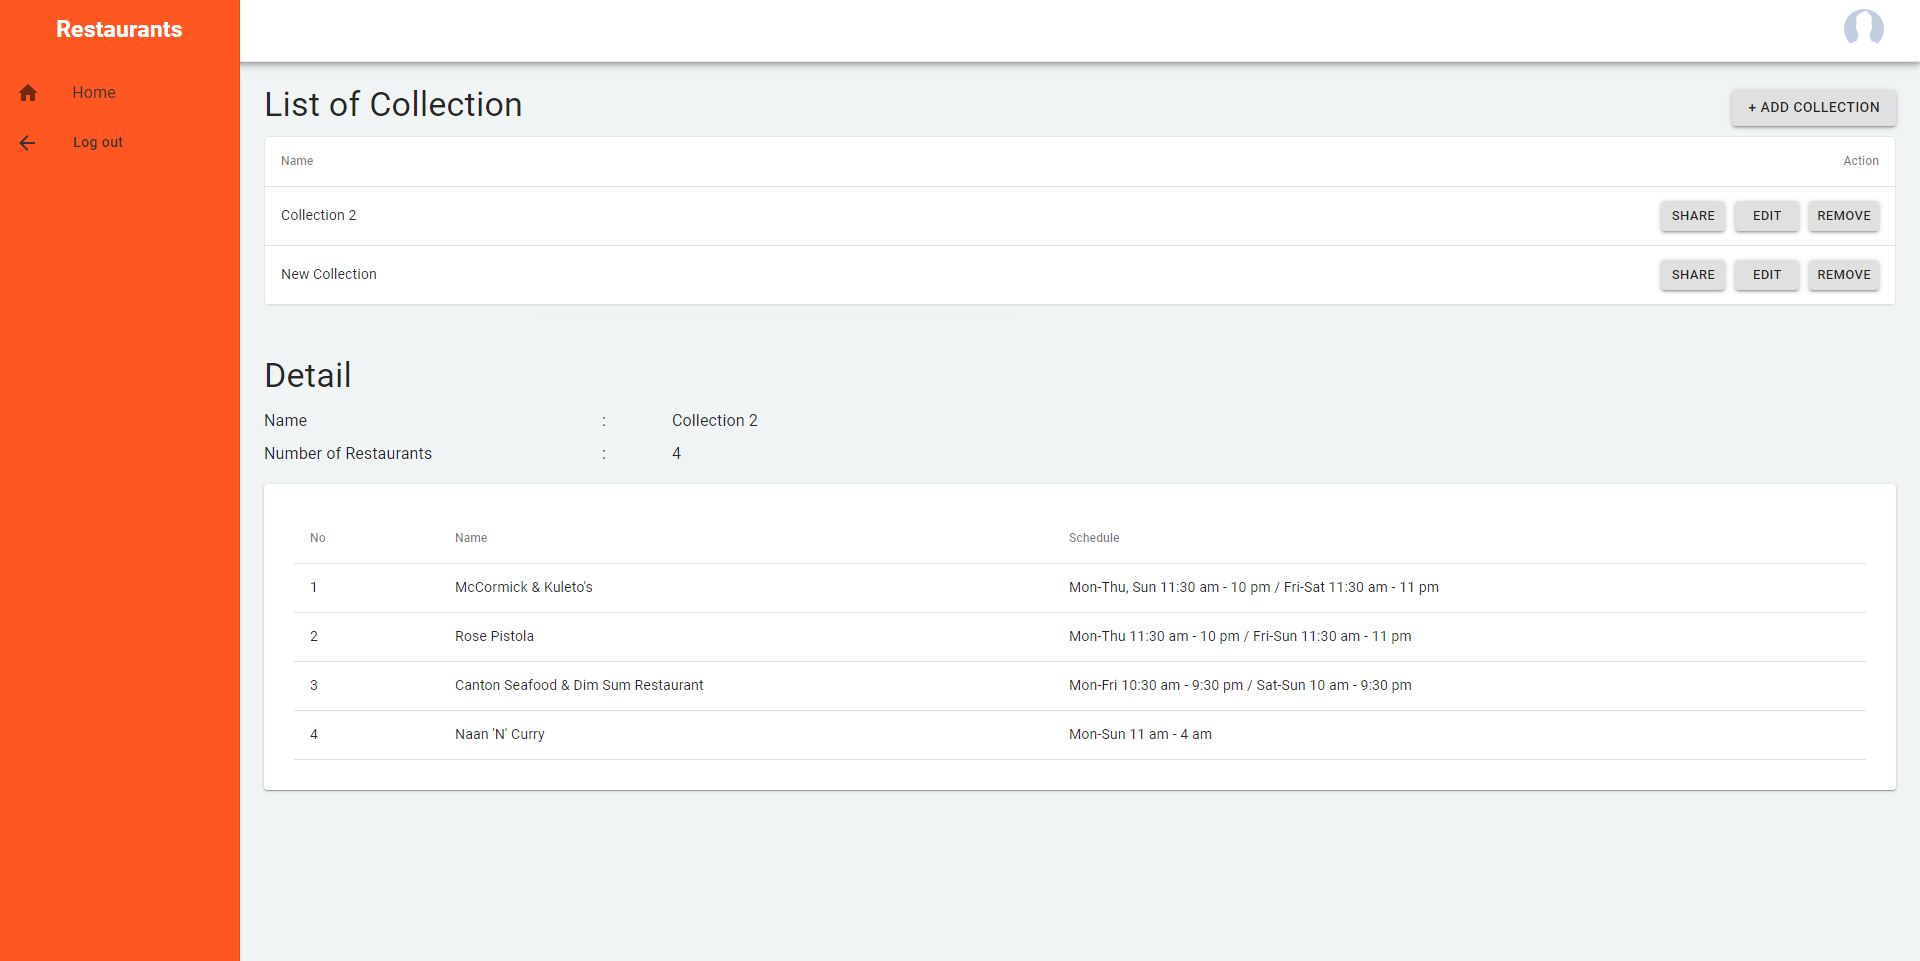 Restaurants
Home
Log out
List of Collection
+ ADD COLLECTION
Name Action
Collection 2 SHARE EDIT REMOVE
New Collection SHARE EDIT REMOVE
Detail
Name : Collection 2
Number of Restaurants : 4
No Name Schedule
1 McCormick & Kuleto's Mon-Thu, Sun 11:30 am - 10 pm / Fri-Sat 11:30 am - 11 pm
2 Rose Pistola Mon-Thu 11:30 am - 10 pm / Fri-Sun 11:30 am - 11 pm
3 Canton Seafood & Dim Sum Restaurant Mon-Fri 10:30 am - 9:30 pm / Sat-Sun 10 am - 9:30 pm
4 Naan 'N' Curry Mon-Sun 11 am - 4 am